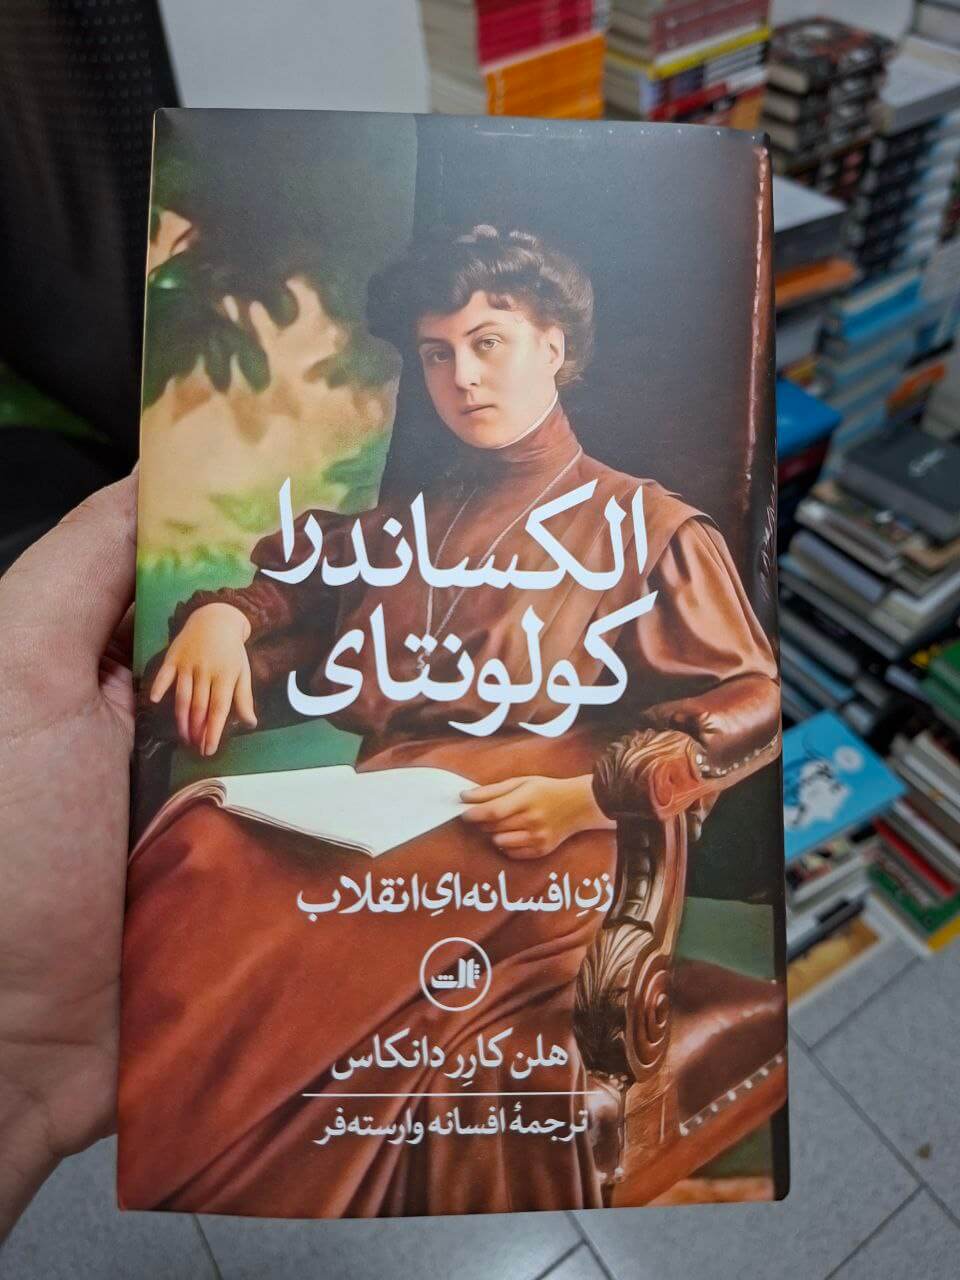 الکساندرا
کولونتای
زنِ افسانه‌ایِ انقلاب
ثالث
هلن کارِر دانکاس
ترجمهٔ افسانه وارسته‌فر